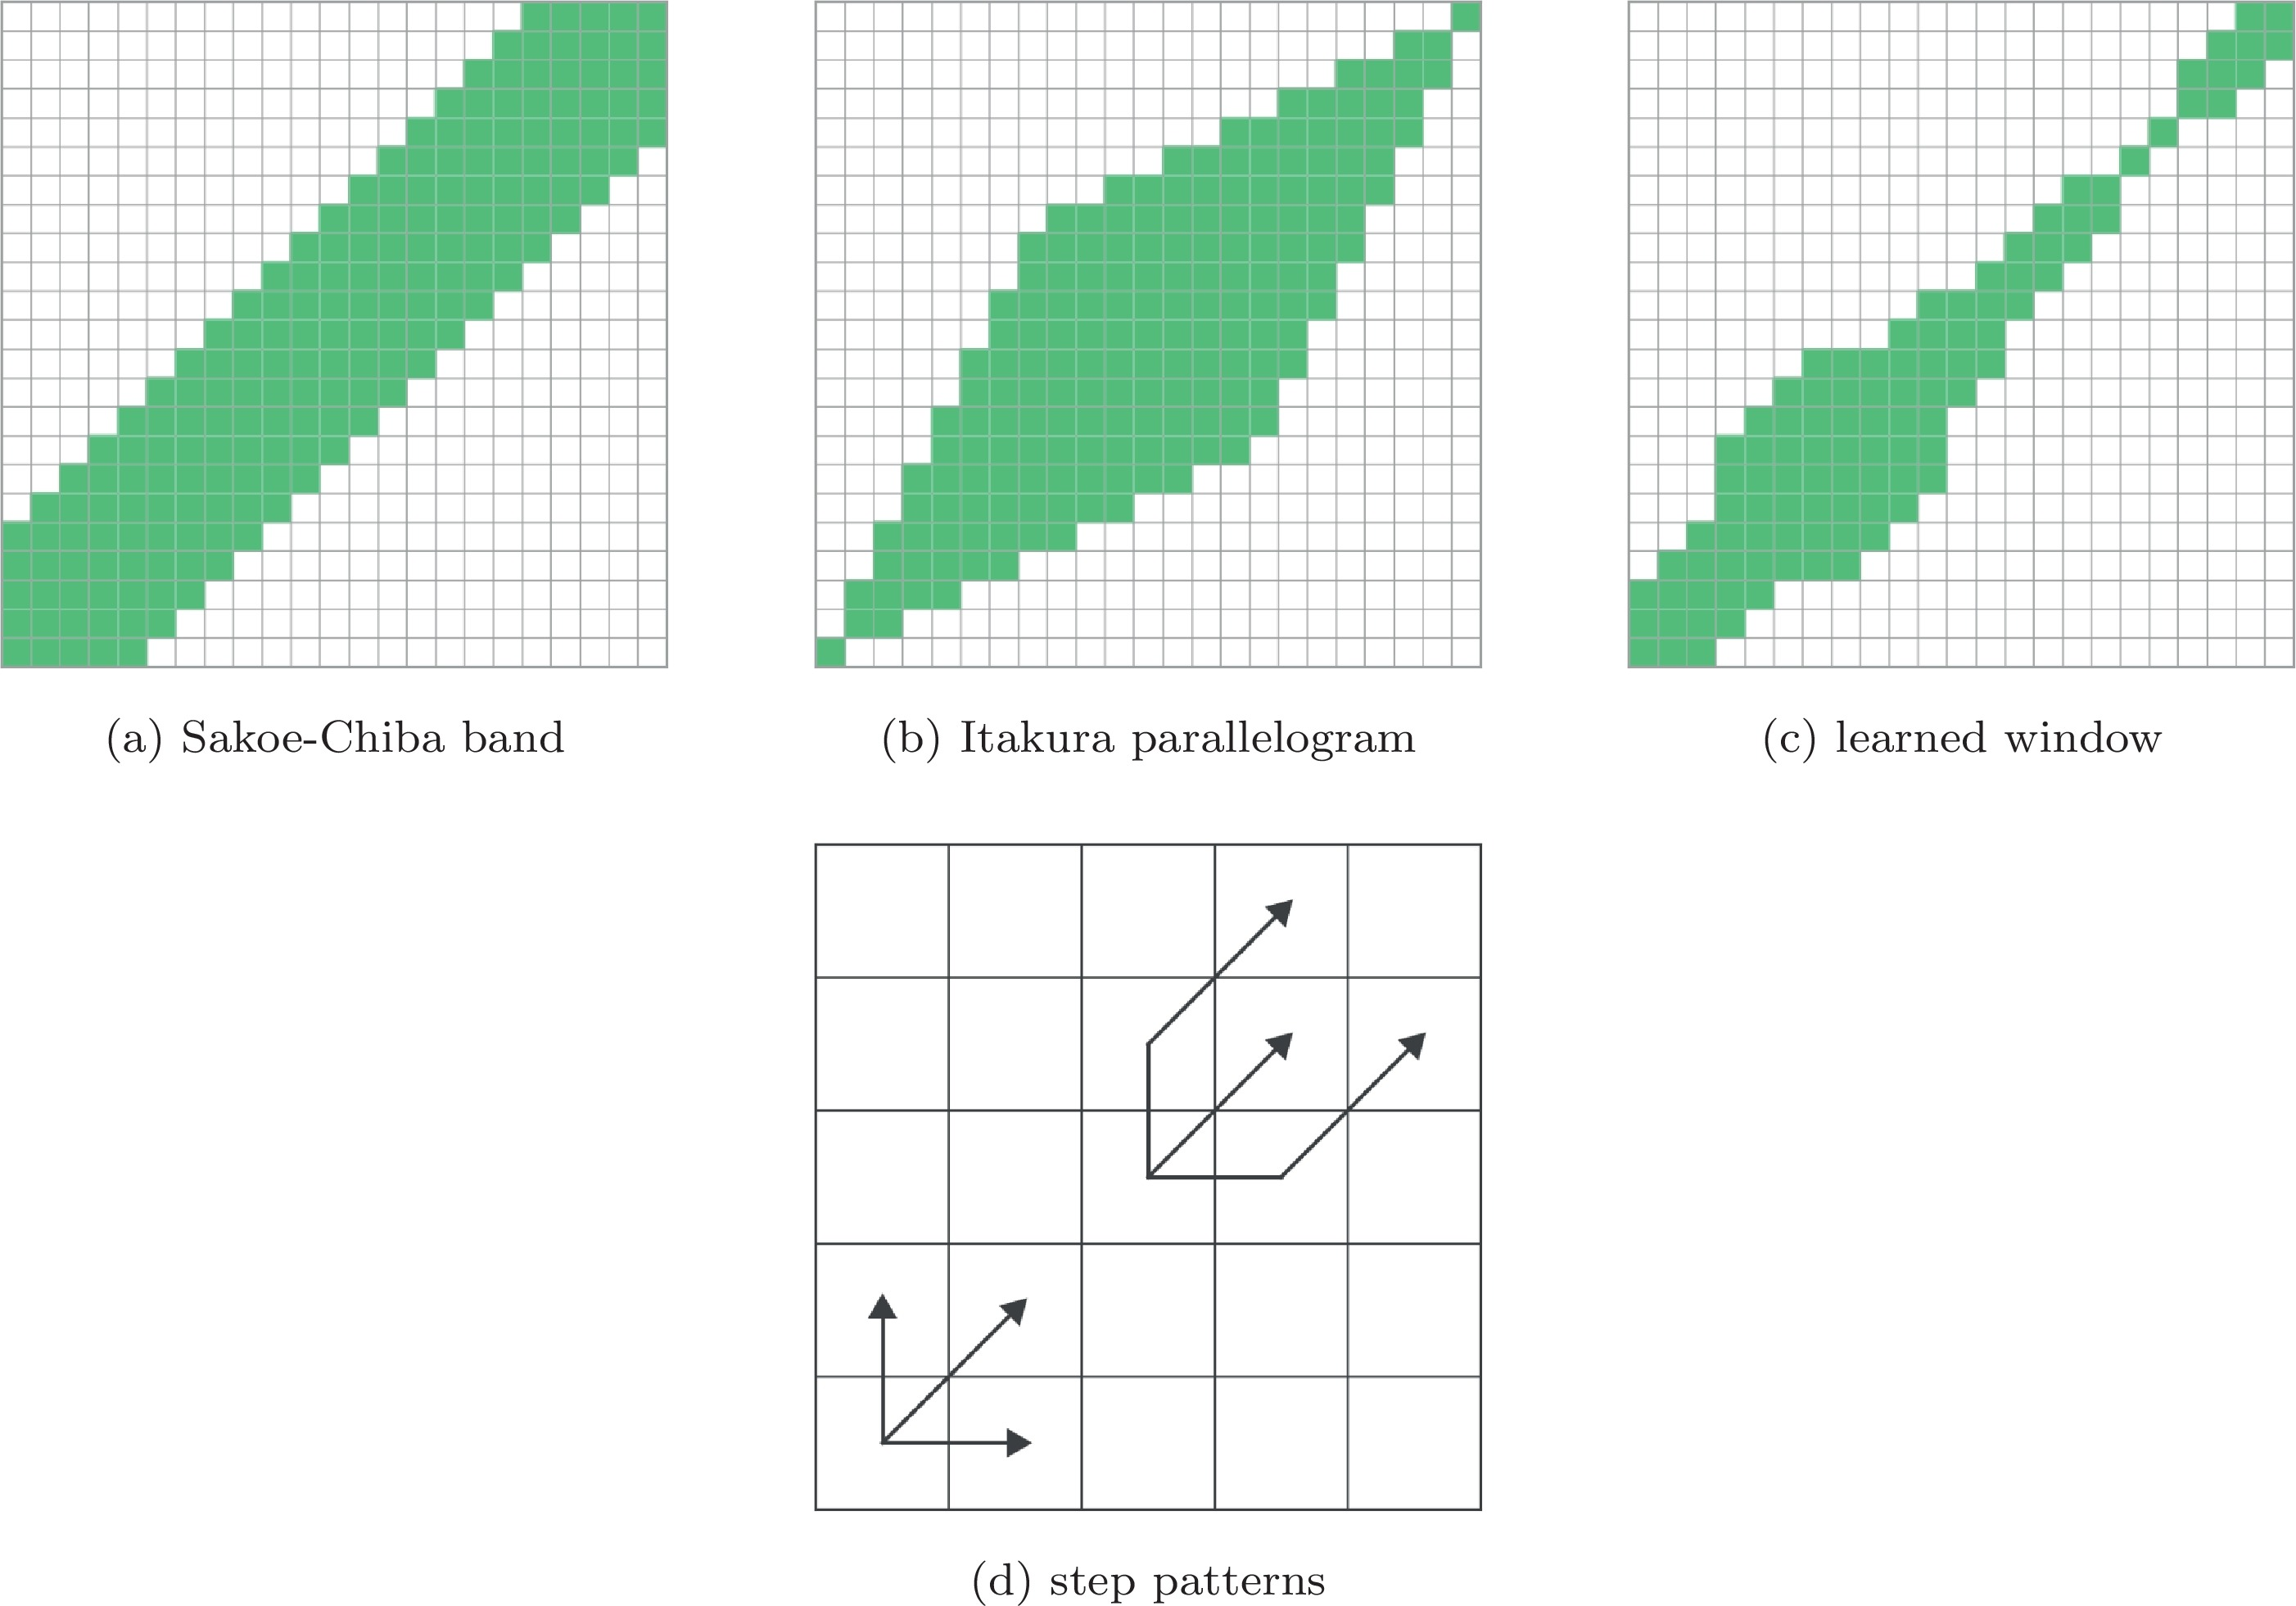 (a) Sakoe-Chiba band
(b) Itakura parallelogram
(c) learned window
(d) step patterns